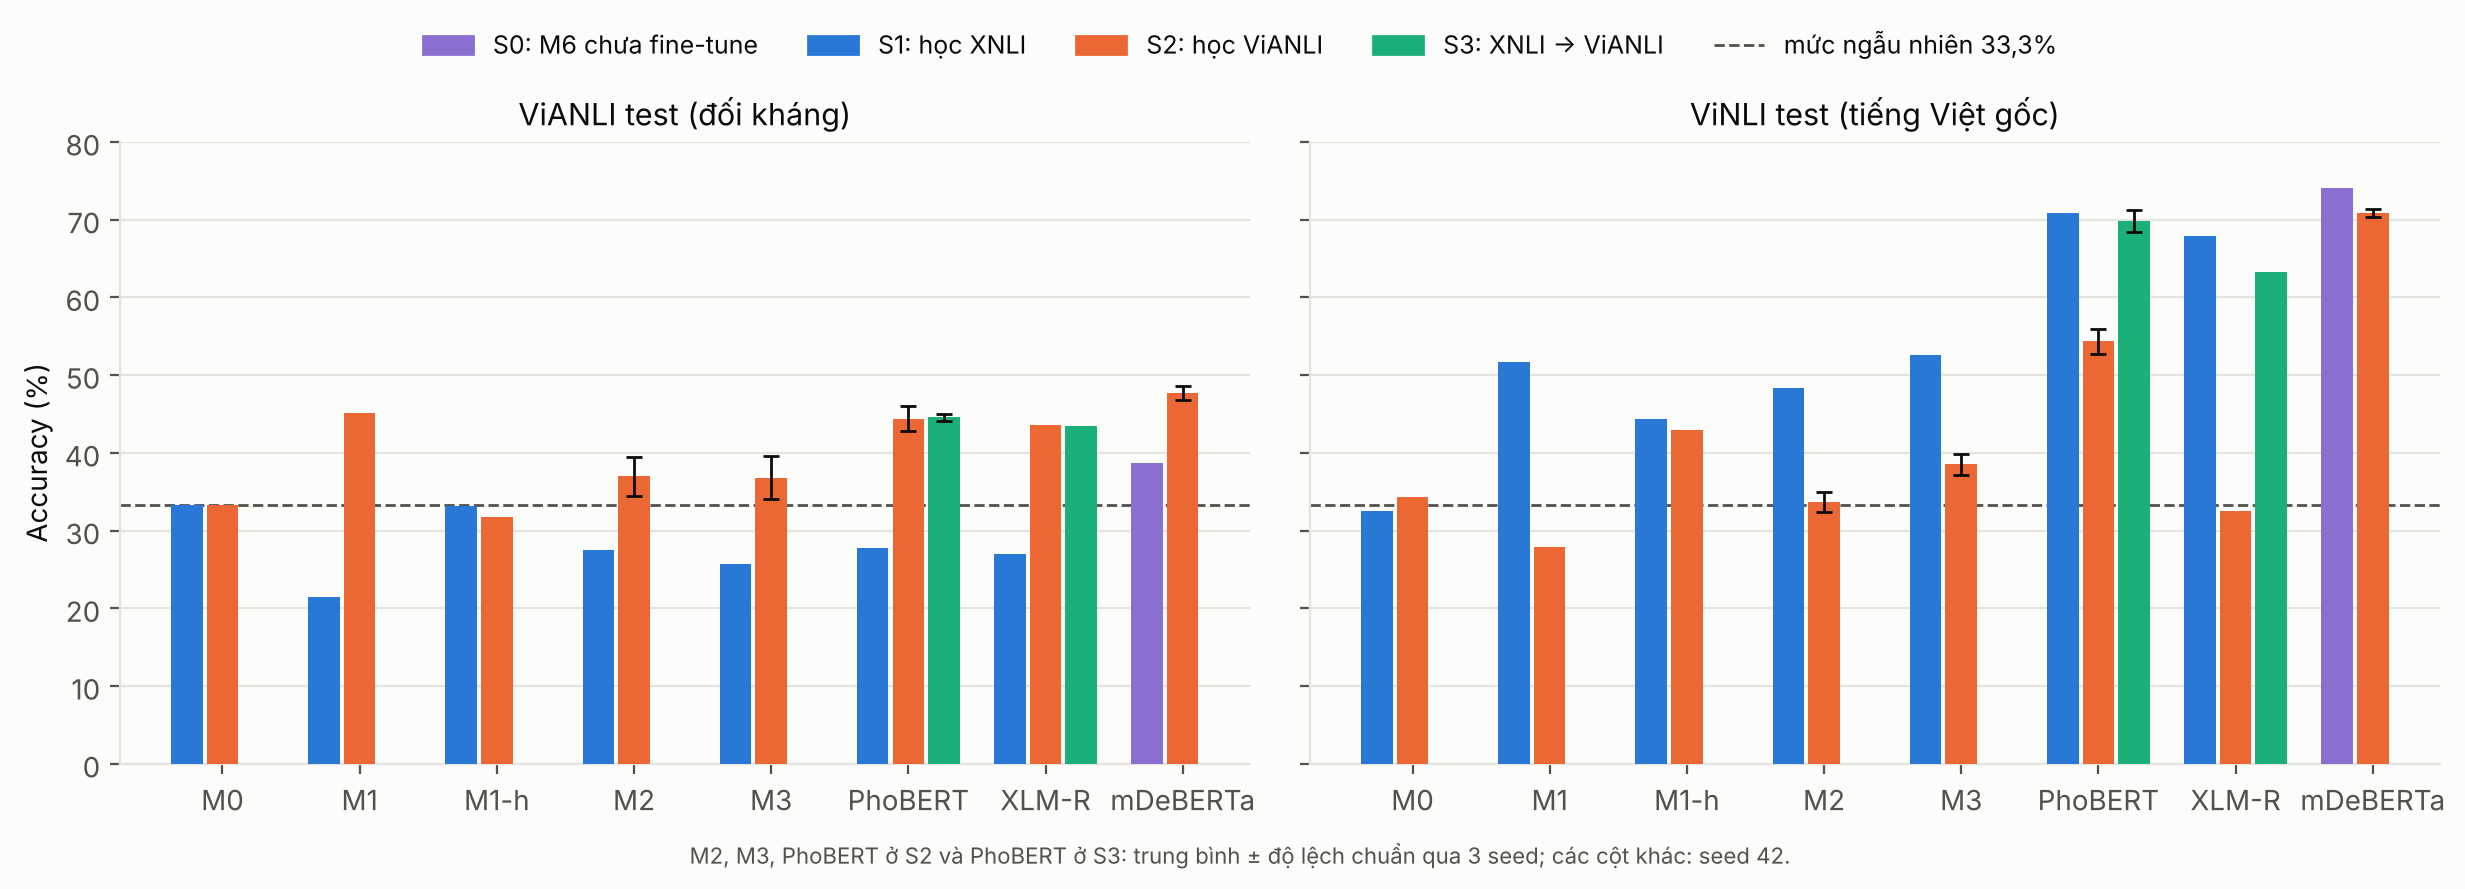 S0: M6 chưa fine-tune
S1: học XNLI
S2: học ViANLI
S3: XNLI → ViANLI
mức ngẫu nhiên 33,3%
ViANLI test (đối kháng)
ViNLI test (tiếng Việt gốc)
Accuracy (%)
80
70
60
50
40
30
20
10
0
M0 M1 M1-h M2 M3 PhoBERT XLM-R mDeBERTa
M0 M1 M1-h M2 M3 PhoBERT XLM-R mDeBERTa
M2, M3, PhoBERT ở S2 và PhoBERT ở S3: trung bình ± độ lệch chuẩn qua 3 seed; các cột khác: seed 42.